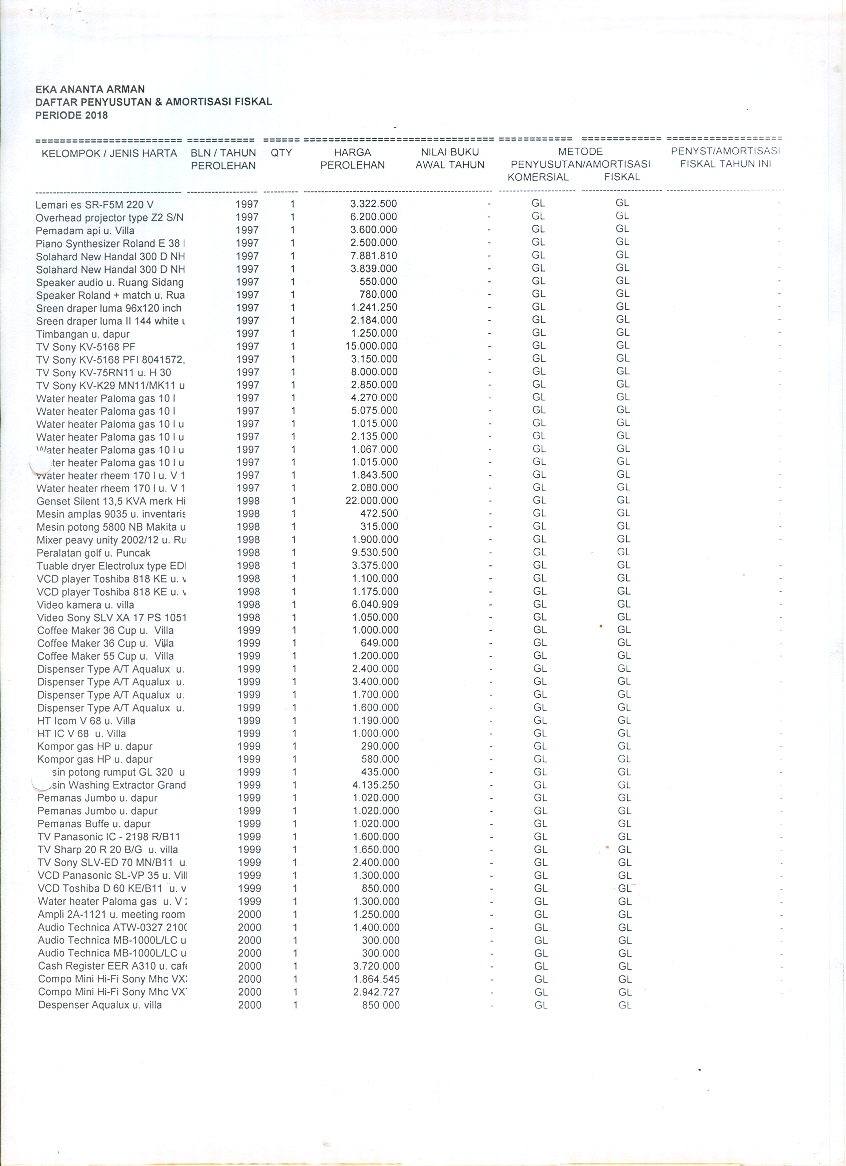 EKA ANANTA ARMAN
DAFTAR PENYUSUTAN & AMORTISASI FISKAL
PERIODE 2018
KELOMPOK / JENIS HARTA BLN / TAHUN QTY HARGA NILAI BUKU METODE PENYST/AMORTISASI
PEROLEHAN PEROLEHAN AWAL TAHUN PENYUSUTAN/AMORTISASI FISKAL TAHUN INI
KOMERSIAL FISKAL
Lemari es SR-F5M 220 V 1997 1 3.322.500 - GL GL -
Overhead projector type Z2 S/N 1997 1 6.200.000 - GL GL -
Pemadam api u. Villa 1997 1 3.600.000 - GL GL -
Piano Synthesizer Roland E 38 1997 1 2.500.000 - GL GL -
Solahard New Handal 300 D NH 1997 1 7.881.810 - GL GL -
Solahard New Handal 300 D NH 1997 1 3.839.000 - GL GL -
Speaker audio u. Ruang Sidang 1997 1 550.000 - GL GL -
Speaker Roland + match u. Rua 1997 1 780.000 - GL GL -
Sreen draper luma 96x120 inch 1997 1 1.241.250 - GL GL -
Sreen draper luma II 144 white u 1997 1 2.184.000 - GL GL -
Timbangan u. dapur 1997 1 1.250.000 - GL GL -
TV Sony KV-5168 PF 1997 1 15.000.000 - GL GL -
TV Sony KV-5168 PFI 8041572, 1997 1 3.150.000 - GL GL -
TV Sony KV-75RN11 u. H 30 1997 1 8.000.000 - GL GL -
TV Sony KV-K29 MN11/MK11 u 1997 1 2.850.000 - GL GL -
Water heater Paloma gas 10 l 1997 1 4.270.000 - GL GL -
Water heater Paloma gas 10 l 1997 1 5.075.000 - GL GL -
Water heater Paloma gas 10 l u 1997 1 1.015.000 - GL GL -
Water heater Paloma gas 10 l u 1997 1 2.135.000 - GL GL -
Water heater Paloma gas 10 l u 1997 1 1.067.000 - GL GL -
ter heater Paloma gas 10 l u 1997 1 1.015.000 - GL GL -
Water heater rheem 170 l u. V 1 1997 1 1.843.500 - GL GL -
Water heater rheem 170 l u. V 1 1997 1 2.080.000 - GL GL -
Genset Silent 13,5 KVA merk Hi 1998 1 22.000.000 - GL GL -
Mesin amplas 9035 u. inventaris 1998 1 472.500 - GL GL -
Mesin potong 5800 NB Makita u 1998 1 315.000 - GL GL -
Mixer peavy unity 2002/12 u. Ru 1998 1 1.900.000 - GL GL -
Peralatan golf u. Puncak 1998 1 9.530.500 - GL GL -
Tuable dryer Electrolux type EDI 1998 1 3.375.000 - GL GL -
VCD player Toshiba 818 KE u. v 1998 1 1.100.000 - GL GL -
VCD player Toshiba 818 KE u. v 1998 1 1.175.000 - GL GL -
Video kamera u. villa 1998 1 6.040.909 - GL GL -
Video Sony SLV XA 17 PS 1051 1998 1 1.050.000 - GL GL -
Coffee Maker 36 Cup u. Villa 1999 1 1.000.000 - GL GL -
Coffee Maker 36 Cup u. Villa 1999 1 649.000 - GL GL -
Coffee Maker 55 Cup u. Villa 1999 1 1.200.000 - GL GL -
Dispenser Type A/T Aqualux u. 1999 1 2.400.000 - GL GL -
Dispenser Type A/T Aqualux u. 1999 1 3.400.000 - GL GL -
Dispenser Type A/T Aqualux u. 1999 1 1.700.000 - GL GL -
Dispenser Type A/T Aqualux u. 1999 1 1.600.000 - GL GL -
HT Icom V 68 u. Villa 1999 1 1.190.000 - GL GL -
HT IC V 68 u. Villa 1999 1 1.000.000 - GL GL -
Kompor gas HP u. dapur 1999 1 290.000 - GL GL -
Kompor gas HP u. dapur 1999 1 580.000 - GL GL -
sin potong rumput GL 320 u 1999 1 435.000 - GL GL -
sin Washing Extractor Grand 1999 1 4.135.250 - GL GL -
Pemanas Jumbo u. dapur 1999 1 1.020.000 - GL GL -
Pemanas Jumbo u. dapur 1999 1 1.020.000 - GL GL -
Pemanas Buffe u. dapur 1999 1 1.020.000 - GL GL -
TV Panasonic IC - 2198 R/B11 1999 1 1.600.000 - GL GL -
TV Sharp 20 R 20 B/G u. villa 1999 1 1.650.000 - GL GL -
TV Sony SLV-ED 70 MN/B11 u. 1999 1 2.400.000 - GL GL -
VCD Panasonic SL-VP 35 u. Vill 1999 1 1.300.000 - GL GL -
VCD Toshiba D 60 KE/B11 u. v 1999 1 850.000 - GL GL -
Water heater Paloma gas u. V 2 1999 1 1.300.000 - GL GL -
Ampli 2A-1121 u. meeting room 2000 1 1.250.000 - GL GL -
Audio Technica ATW-0327 2100 2000 1 1.400.000 - GL GL -
Audio Technica MB-1000L/LC u 2000 1 300.000 - GL GL -
Audio Technica MB-1000L/LC u 2000 1 300.000 - GL GL -
Cash Register EER A310 u. cafe 2000 1 3.720.000 - GL GL -
Compo Mini Hi-Fi Sony Mhc VX 2000 1 1.864.545 - GL GL -
Compo Mini Hi-Fi Sony Mhc VX 2000 1 2.942.727 - GL GL -
Despenser Aqualux u. villa 2000 1 850.000 - GL GL -